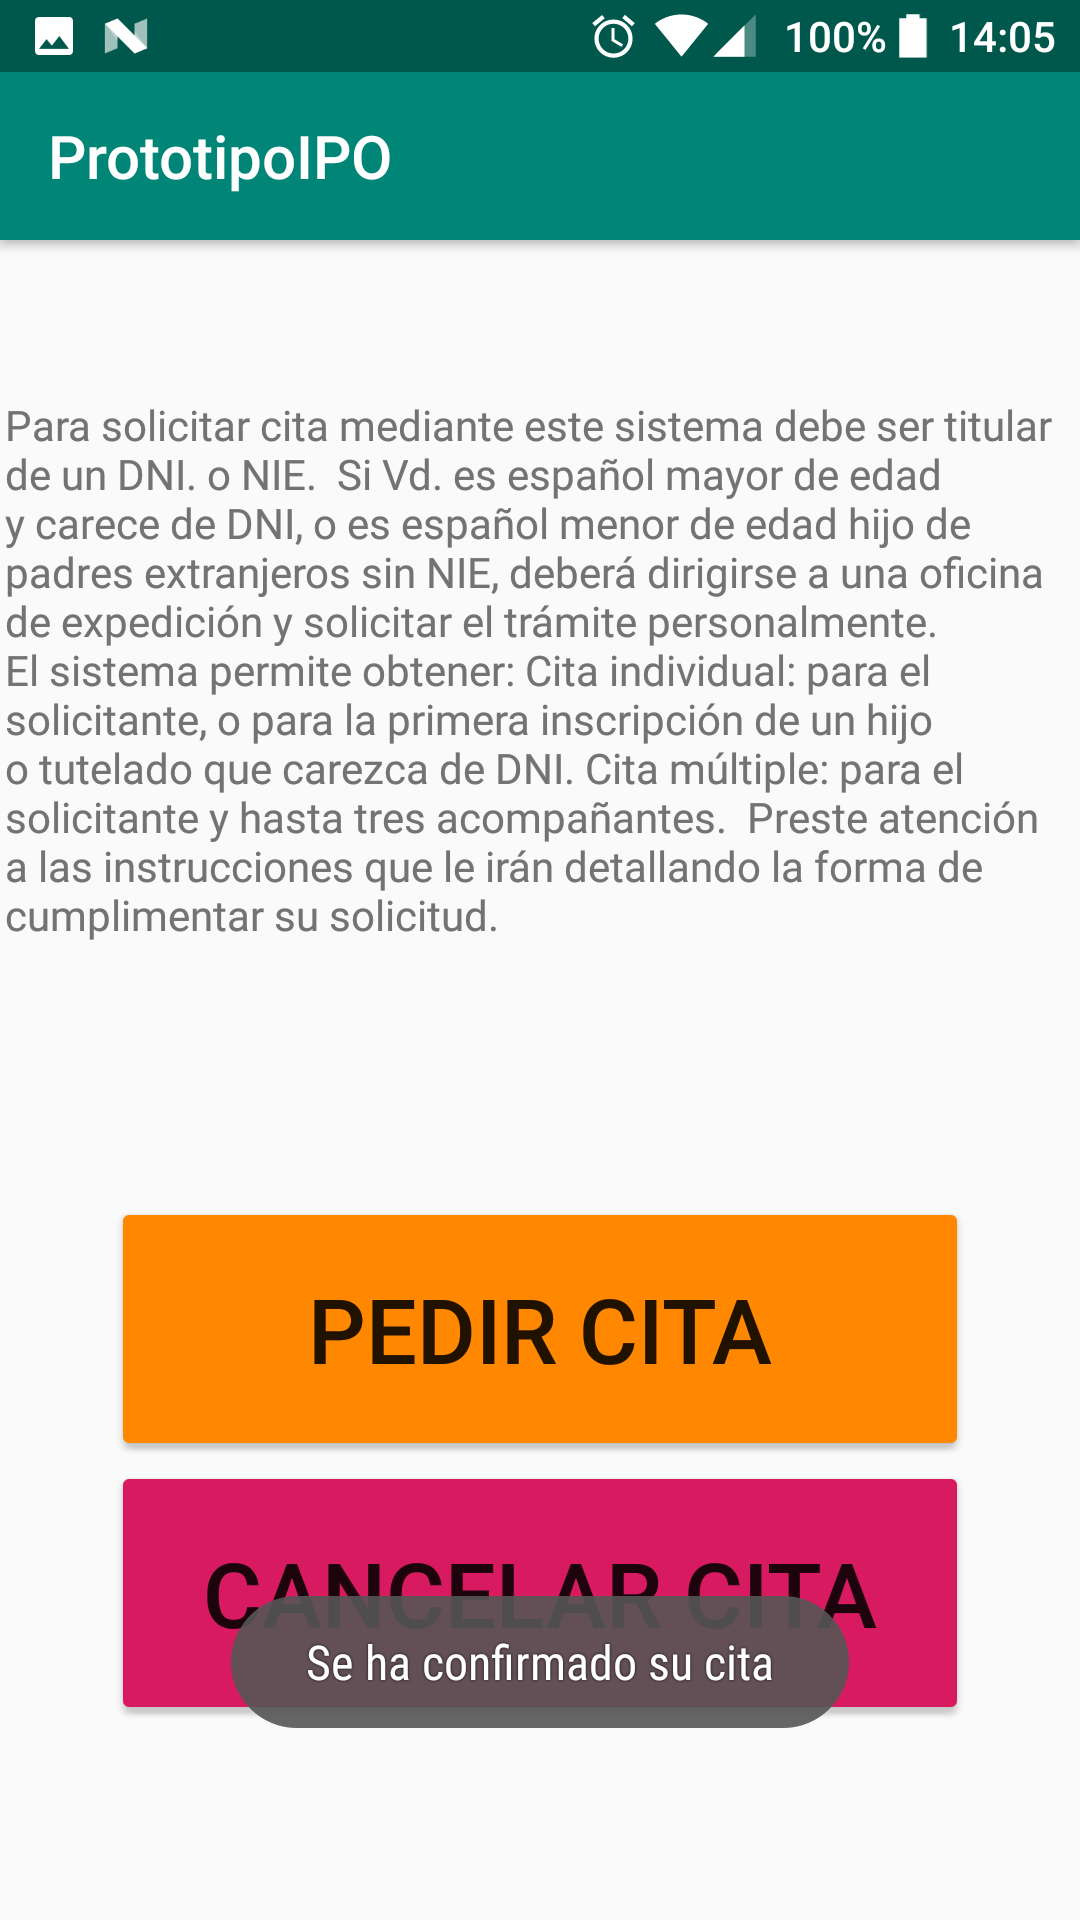 100% 14:05
PrototipoIPO
Para solicitar cita mediante este sistema debe ser titular
de un DNI. o NIE.  Si Vd. es español mayor de edad
y carece de DNI, o es español menor de edad hijo de
padres extranjeros sin NIE, deberá dirigirse a una oficina
de expedición y solicitar el trámite personalmente.
El sistema permite obtener: Cita individual: para el
solicitante, o para la primera inscripción de un hijo
o tutelado que carezca de DNI. Cita múltiple: para el
solicitante y hasta tres acompañantes.  Preste atención
a las instrucciones que le irán detallando la forma de
cumplimentar su solicitud.
PEDIR CITA
CANCELAR CITA
Se ha confirmado su cita